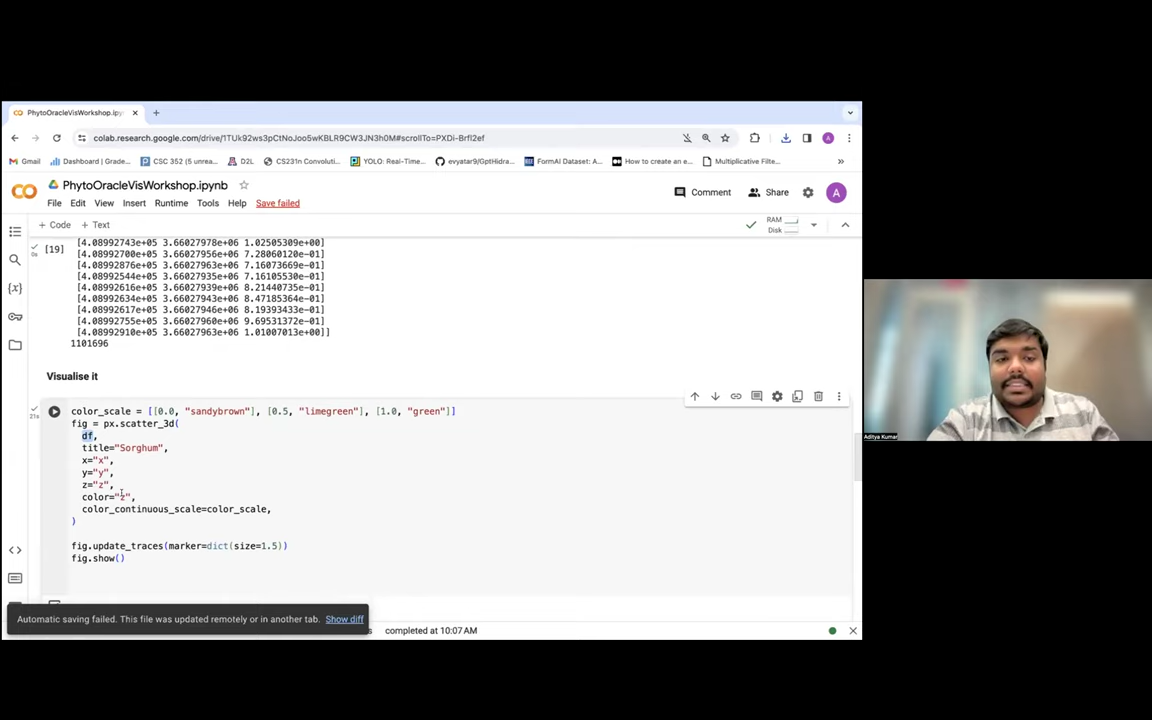 PhytoOracleVisWorkshop.ipy
colab.research.google.com/drive/1TUk92ws3pCtNoJoo5wKBLR9CW3JN3h0M#scrollTo=PXDi-Brfl2ef
Gmail Dashboard | Grade... CSC 352 (5 unrea... D2L CS231n Convoluti... YOLO: Real-Time... evyatar9/GptHidra... FormAI Dataset: A... How to create an e... Multiplicative Filte...
PhytoOracleVisWorkshop.ipynb
Comment Share A
File Edit View Insert Runtime Tools Help Save failed
+ Code + Text RAM Disk
[19] [4.08992743e+05 3.66027978e+06 1.02505309e+00]
[4.08992700e+05 3.66027956e+06 7.28060120e-01]
[4.08992876e+05 3.66027963e+06 7.16073669e-01]
[4.08992544e+05 3.66027935e+06 7.16105530e-01]
[4.08992616e+05 3.66027939e+06 8.21440735e-01]
[4.08992634e+05 3.66027943e+06 8.47185364e-01]
[4.08992617e+05 3.66027946e+06 8.19393433e-01]
[4.08992755e+05 3.66027960e+06 9.69531372e-01]
[4.08992910e+05 3.66027963e+06 1.01007013e+00]]
1101696
Visualise it
color_scale = [[0.0, "sandybrown"], [0.5, "limegreen"], [1.0, "green"]]
fig = px.scatter_3d(
df,
title="Sorghum",
x="x",
y="y",
z="z",
color="z",
color_continuous_scale=color_scale,
)
fig.update_traces(marker=dict(size=1.5))
fig.show()
Automatic saving failed. This file was updated remotely or in another tab. Show diff
completed at 10:07AM
Aditya Kumar